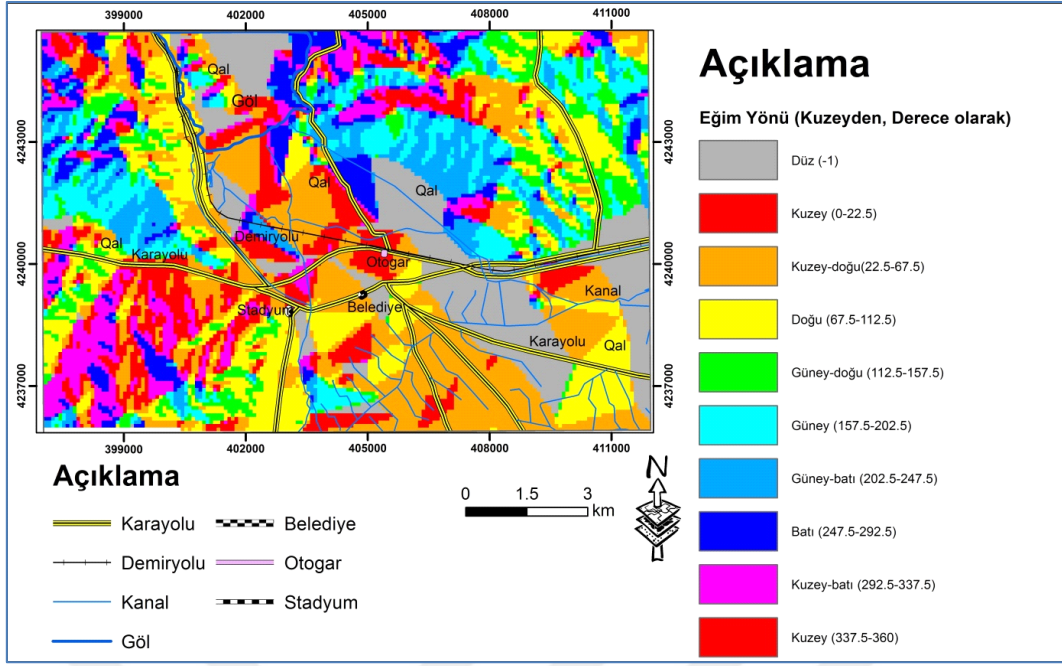 399000 402000 405000 408000 411000
Açıklama
Eğim Yönü (Kuzeyden, Derece olarak)
Düz (-1)
Kuzey (0-22.5)
Kuzey-doğu(22.5-67.5)
Doğu (67.5-112.5)
Güney-doğu (112.5-157.5)
Güney (157.5-202.5)
Güney-batı (202.5-247.5)
Batı (247.5-292.5)
Kuzey-batı (292.5-337.5)
Kuzey (337.5-360)
4243000 4243000
4240000 4240000
4237000 4237000
Qal
Göl
Qal
Qal
Demiryolu
Qal
Karayolu
Otogar
Kanal
Stadyum
Belediye
Karayolu
Qal
399000 402000 405000 408000 411000
Açıklama
Karayolu Belediye
Demiryolu Otogar
Kanal Stadyum
Göl
0 1.5 3
km
N